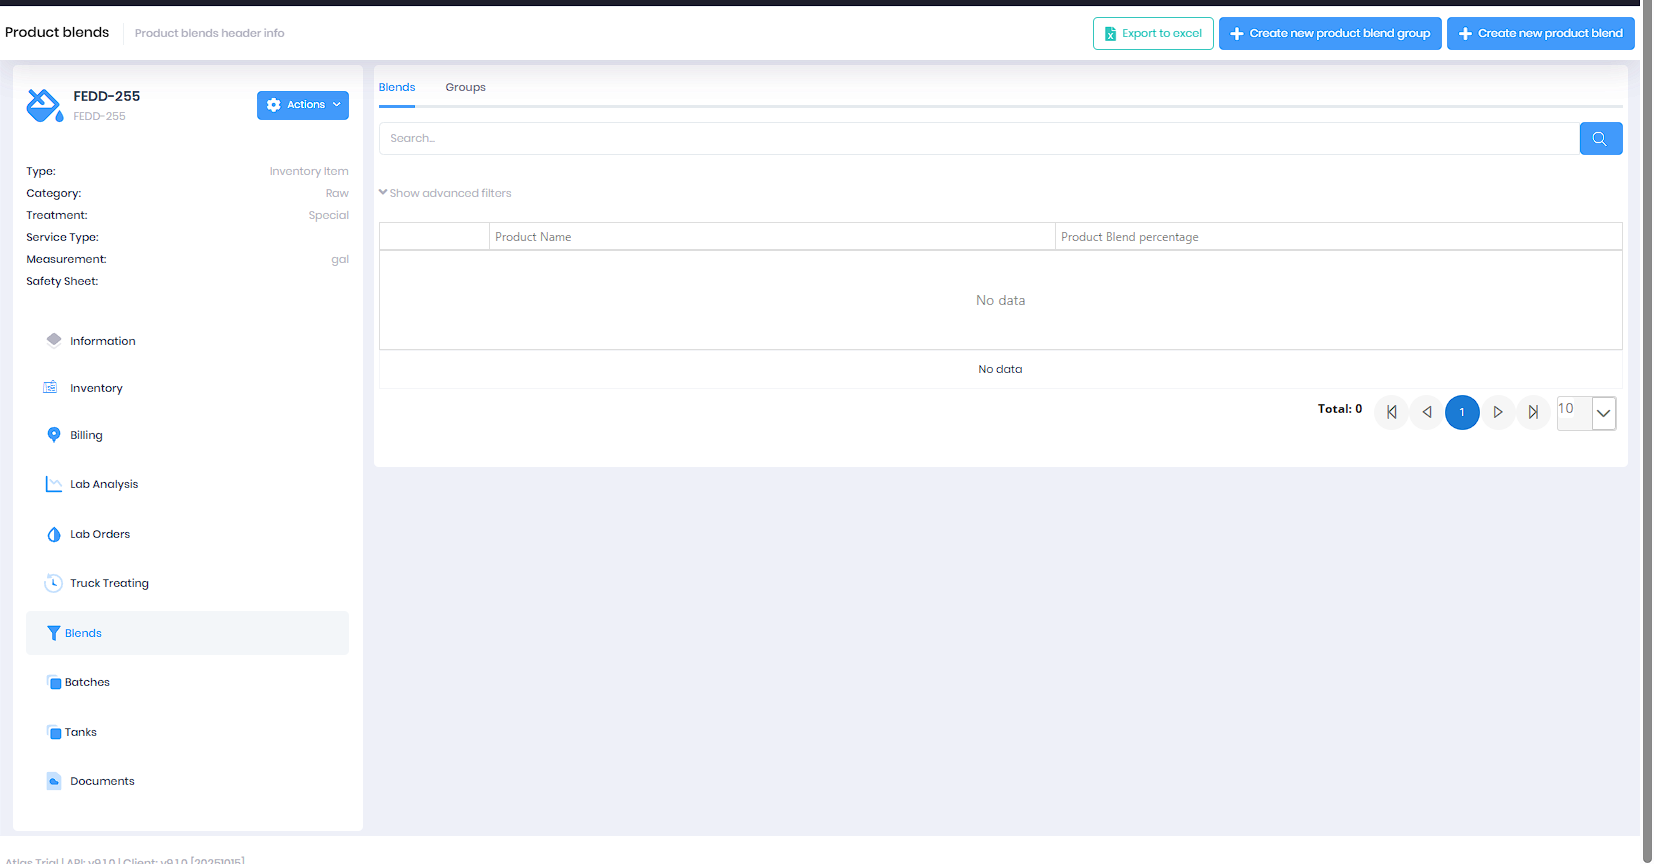 Product blends
Product blends header info
Export to excel
Create new product blend group
Create new product blend
FEDD-255
FEDD-255
Actions
Type: Inventory Item
Category: Raw
Treatment: Special
Service Type:
Measurement: gal
Safety Sheet:
Information
Inventory
Billing
Lab Analysis
Lab Orders
Truck Treating
Blends
Batches
Tanks
Documents
Blends
Groups
Search...
Show advanced filters
Product Name
Product Blend percentage
No data
No data
Total: 0
1
10
Atlas Trial | API: v9.1.0 | Client: v9.1.0 [20251015]